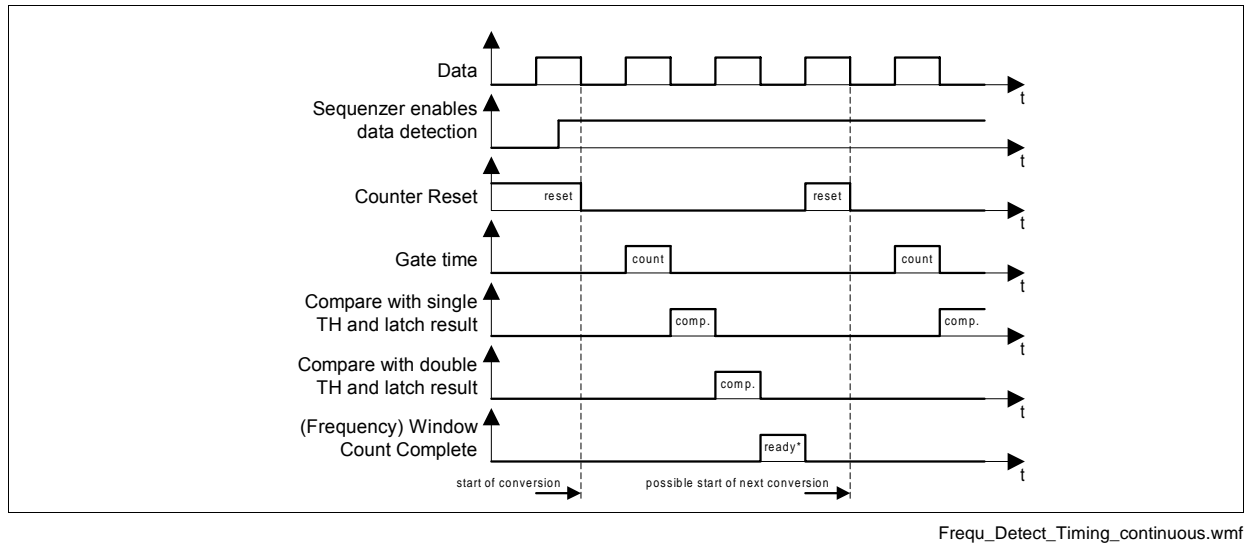 Data
t
Sequenzer enables
data detection
t
Counter Reset
reset
reset
t
Gate time
count
count
t
Compare with single
TH and latch result
comp.
comp.
t
Compare with double
TH and latch result
comp.
t
(Frequency) Window
Count Complete
ready*
t
start of conversion
possible start of next conversion
Frequ_Detect_Timing_continuous.wmf